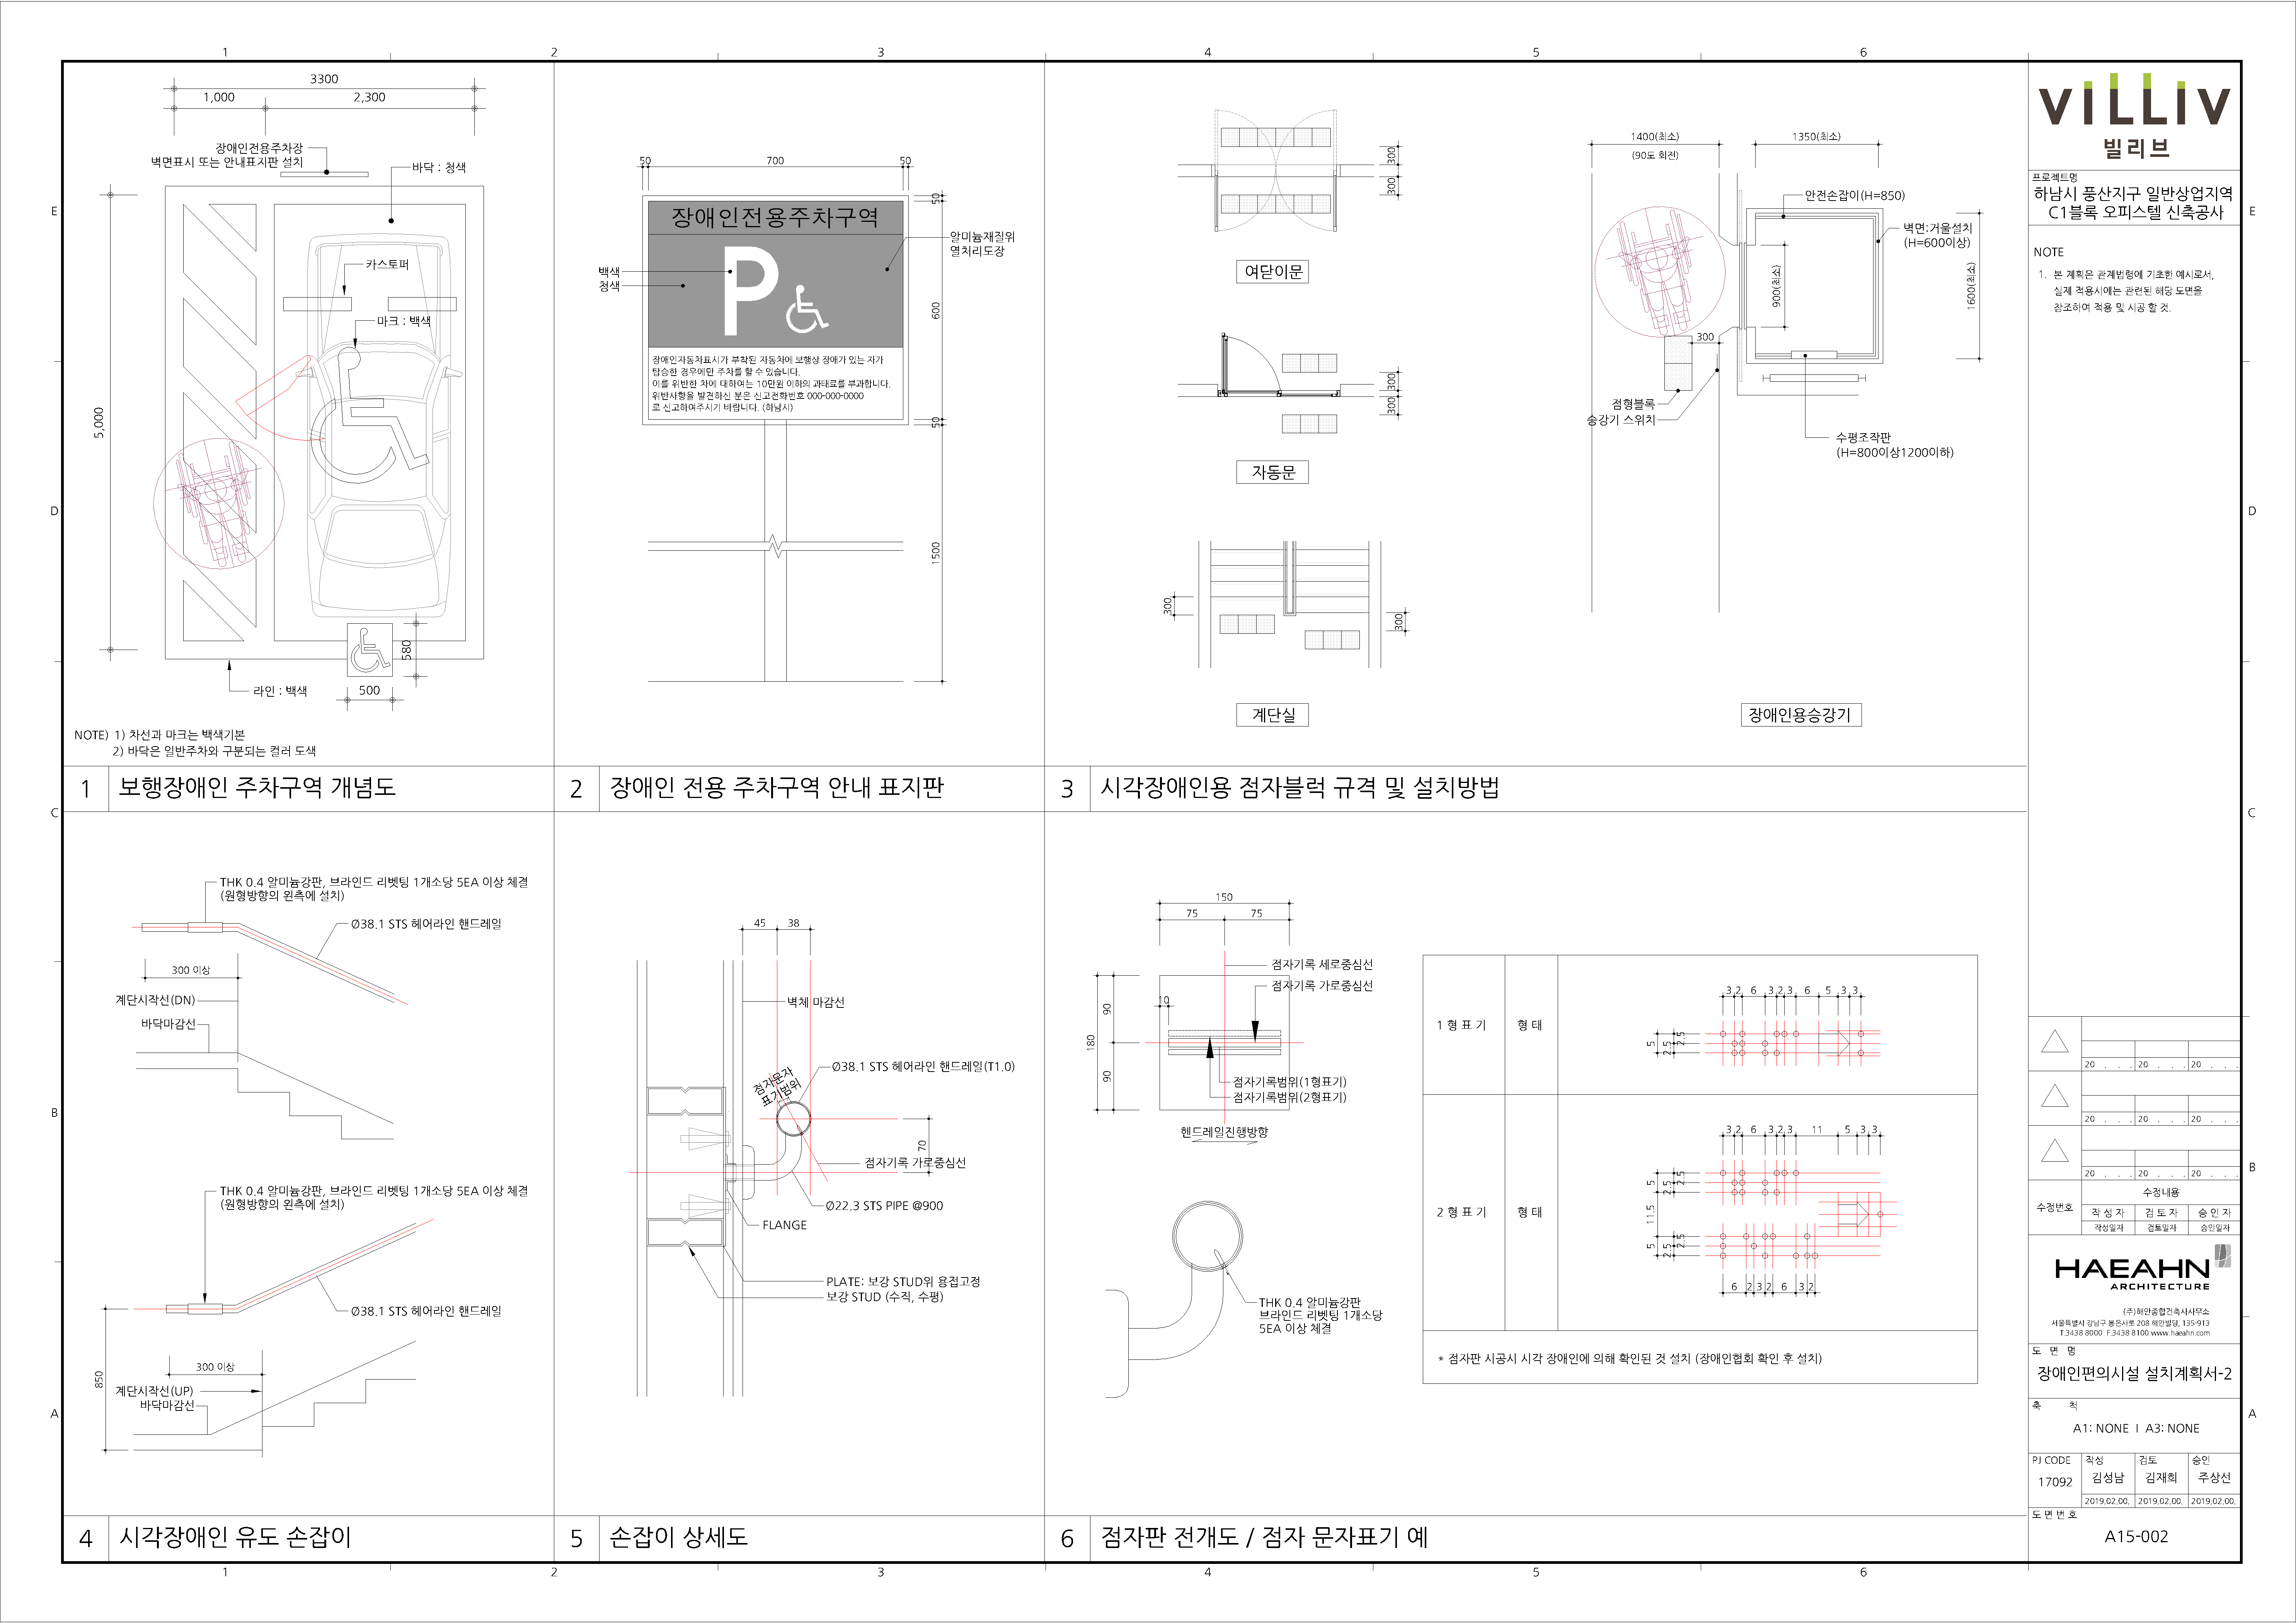 1 2 3 4 5 6
E
D
C
B
A
3300
1,000 2,300
장애인전용주차장
벽면표시 또는 안내표지판 설치
바닥 : 청색
카스토퍼
마크 : 백색
5,000
580
500
라인 : 백색
NOTE) 1) 차선과 마크는 백색기본
2) 바닥은 일반주차와 구분되는 컬러 도색
1 보행장애인 주차구역 개념도
50 700 50
50
600
50
1500
장애인전용주차구역
P
백색
청색
알미늄재질위
열처리도장
장애인자동차표시가 부착된 자동차에 보행상 장애가 있는 자가
탑승한 경우에만 주차를 할 수 있습니다.
이를 위반한 차에 대하여는 10만원 이하의 과태료를 부과합니다.
위반사항을 발견하신 분은 신고전화번호 000-000-0000
로 신고하여주시기 바랍니다. (하남시)
2 장애인 전용 주차구역 안내 표지판
300
300
여닫이문
300
300
자동문
300
300
계단실
1400(최소)
(90도 회전)
1350(최소)
안전손잡이(H=850)
벽면:거울설치
(H=600이상)
900(최소)
1600(최소)
300
점형블록
승강기 스위치
수평조작판
(H=800이상1200이하)
장애인용승강기
3 시각장애인용 점자블럭 규격 및 설치방법
THK 0.4 알미늄강판, 브라인드 리벳팅 1개소당 5EA 이상 체결
(원형방향의 왼측에 설치)
Ø38.1 STS 헤어라인 핸드레일
300 이상
계단시작선(DN)
바닥마감선
THK 0.4 알미늄강판, 브라인드 리벳팅 1개소당 5EA 이상 체결
(원형방향의 왼측에 설치)
Ø38.1 STS 헤어라인 핸드레일
300 이상
850
계단시작선(UP)
바닥마감선
4 시각장애인 유도 손잡이
45 38
벽체 마감선
점자문자
표기범위
Ø38.1 STS 헤어라인 핸드레일(T1.0)
70
점자기록 가로중심선
Ø22.3 STS PIPE @900
FLANGE
PLATE: 보강 STUD위 용접고정
보강 STUD (수직, 수평)
5 손잡이 상세도
150
75 75
점자기록 세로중심선
점자기록 가로중심선
10
90
180
90
점자기록범위(1형표기)
점자기록범위(2형표기)
핸드레일진행방향
THK 0.4 알미늄강판
브라인드 리벳팅 1개소당
5EA 이상 체결
1 형 표 기 형 태
3 2 6 3 2 3 6 5 3 3
5 2.5 2.5
2 형 표 기 형 태
3 2 6 3 2 3 11 5 3 3
5 2.5 2.5
11.5
5 2.5 2.5
6 2 3 2 6 3 2
* 점자판 시공시 시각 장애인에 의해 확인된 것 설치 (장애인협회 확인 후 설치)
6 점자판 전개도 / 점자 문자표기 예
VILLIV
빌리브
프로젝트명
하남시 풍산지구 일반상업지역
C1블록 오피스텔 신축공사
NOTE
1. 본 계획은 관계법령에 기초한 예시로서,
실제 적용시에는 관련된 해당 도면을
참조하여 적용 및 시공 할 것.
20 . . . 20 . . . 20 . . .
20 . . . 20 . . . 20 . . .
20 . . . 20 . . . 20 . . .
수정번호 수정내용
작 성 자 검 토 자 승 인 자
작성일자 검토일자 승인일자
HAEAHN
ARCHITECTURE
(주)해안종합건축사사무소
서울특별시 강남구 봉은사로 208 해안빌딩, 135-913
T.3438 8000 F.3438 8100 www.haeahn.com
도 면 명
장애인편의시설 설치계획서-2
축 척
A1: NONE I A3: NONE
PJ CODE 작성 검토 승인
17092 김성남 김재희 주상선
2019.02.00. 2019.02.00. 2019.02.00.
도 면 번 호
A15-002
E
D
C
B
A
1 2 3 4 5 6